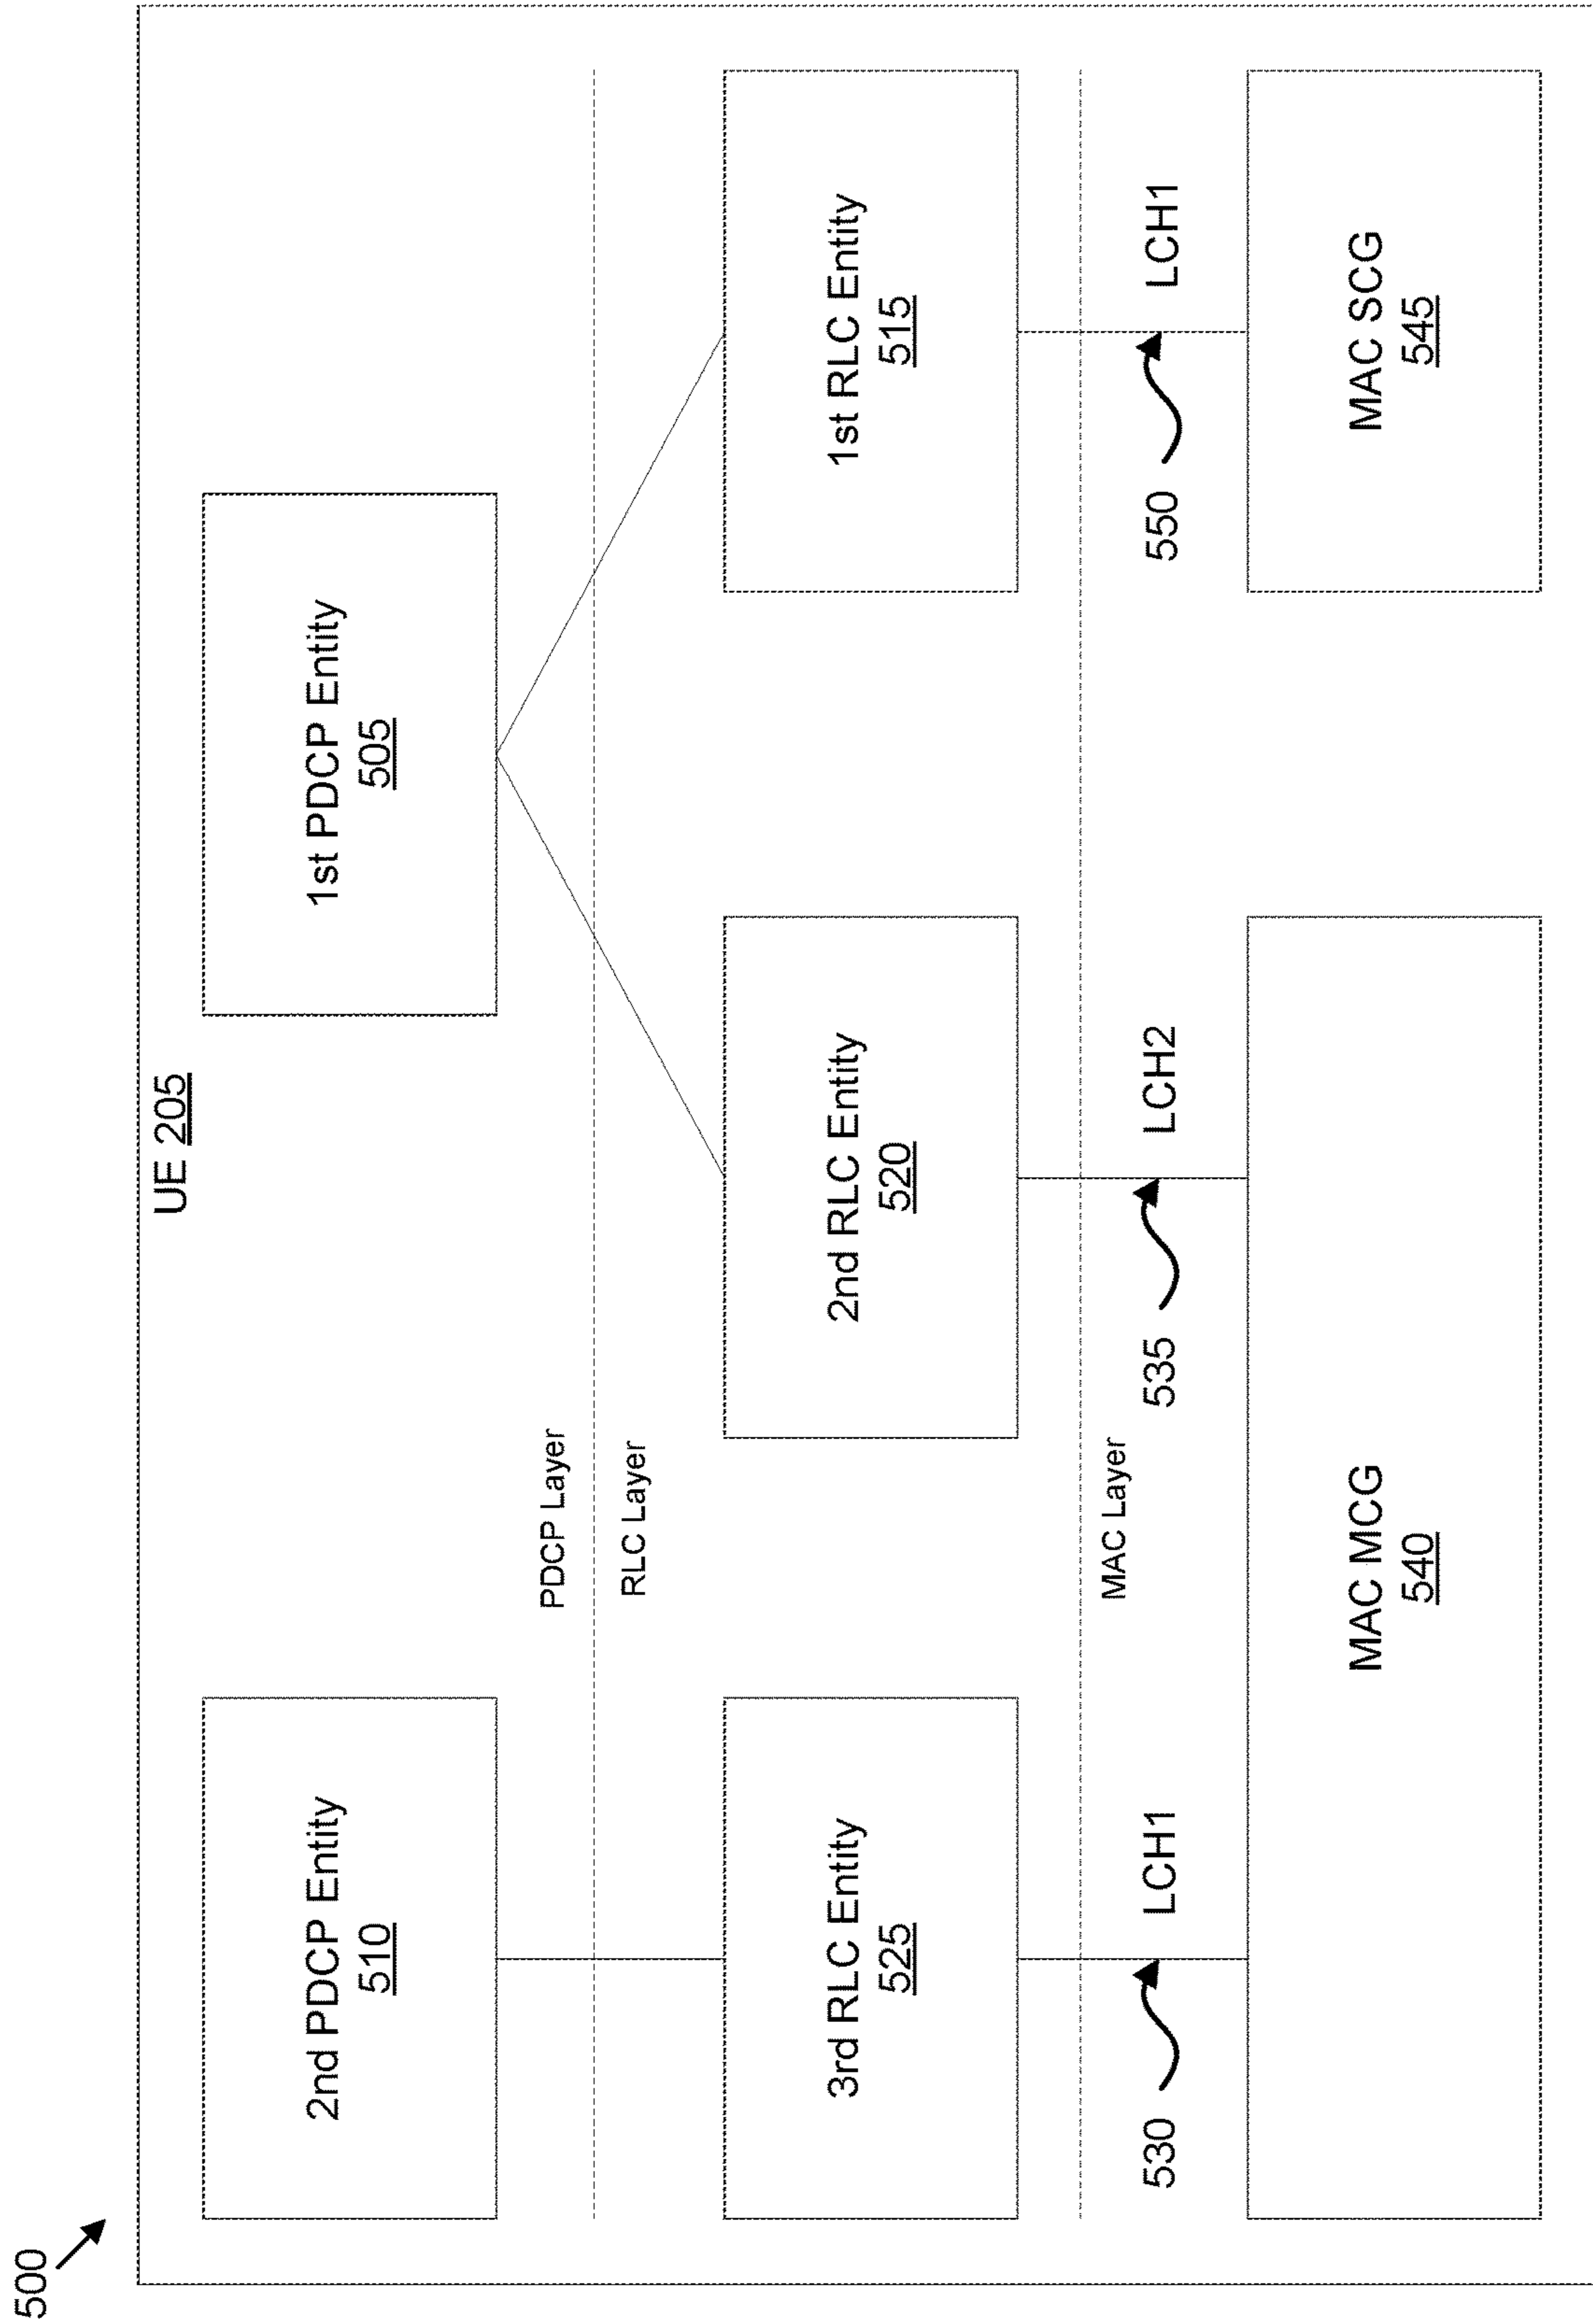 500
UE 205
2nd PDCP Entity
510
1st PDCP Entity
505
PDCP Layer
RLC Layer
3rd RLC Entity
525
2nd RLC Entity
520
1st RLC Entity
515
MAC Layer
530
LCH1
535
LCH2
550
LCH1
MAC MCG
540
MAC SCG
545